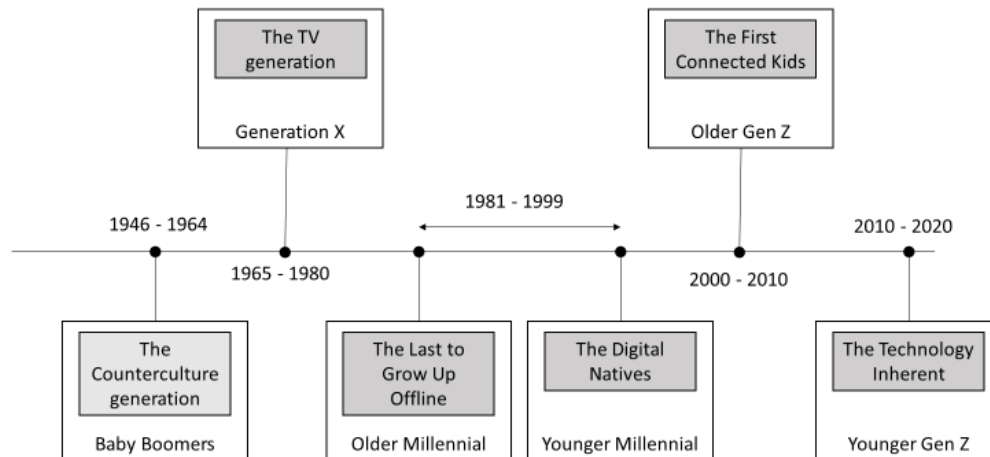 The TV
generation
Generation X
The First
Connected Kids
Older Gen Z
1946 - 1964
1981 - 1999
2010 - 2020
1965 - 1980
2000 - 2010
The
Counterculture
generation
Baby Boomers
The Last to
Grow Up
Offline
Older Millennial
The Digital
Natives
Younger Millennial
The Technology
Inherent
Younger Gen Z